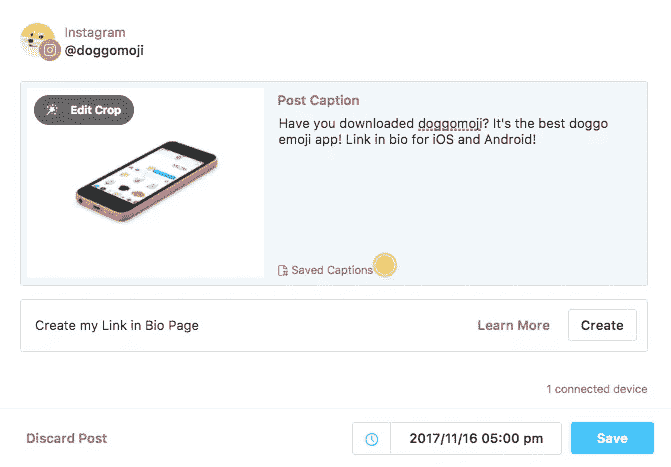 Instagram
@doggomoji
Edit Crop
Post Caption
Have you downloaded doggomoji? It's the best doggo
emoji app! Link in bio for iOS and Android!
Saved Captions
Create my Link in Bio Page
Learn More
Create
1 connected device
Discard Post
2017/11/16 05:00 pm
Save